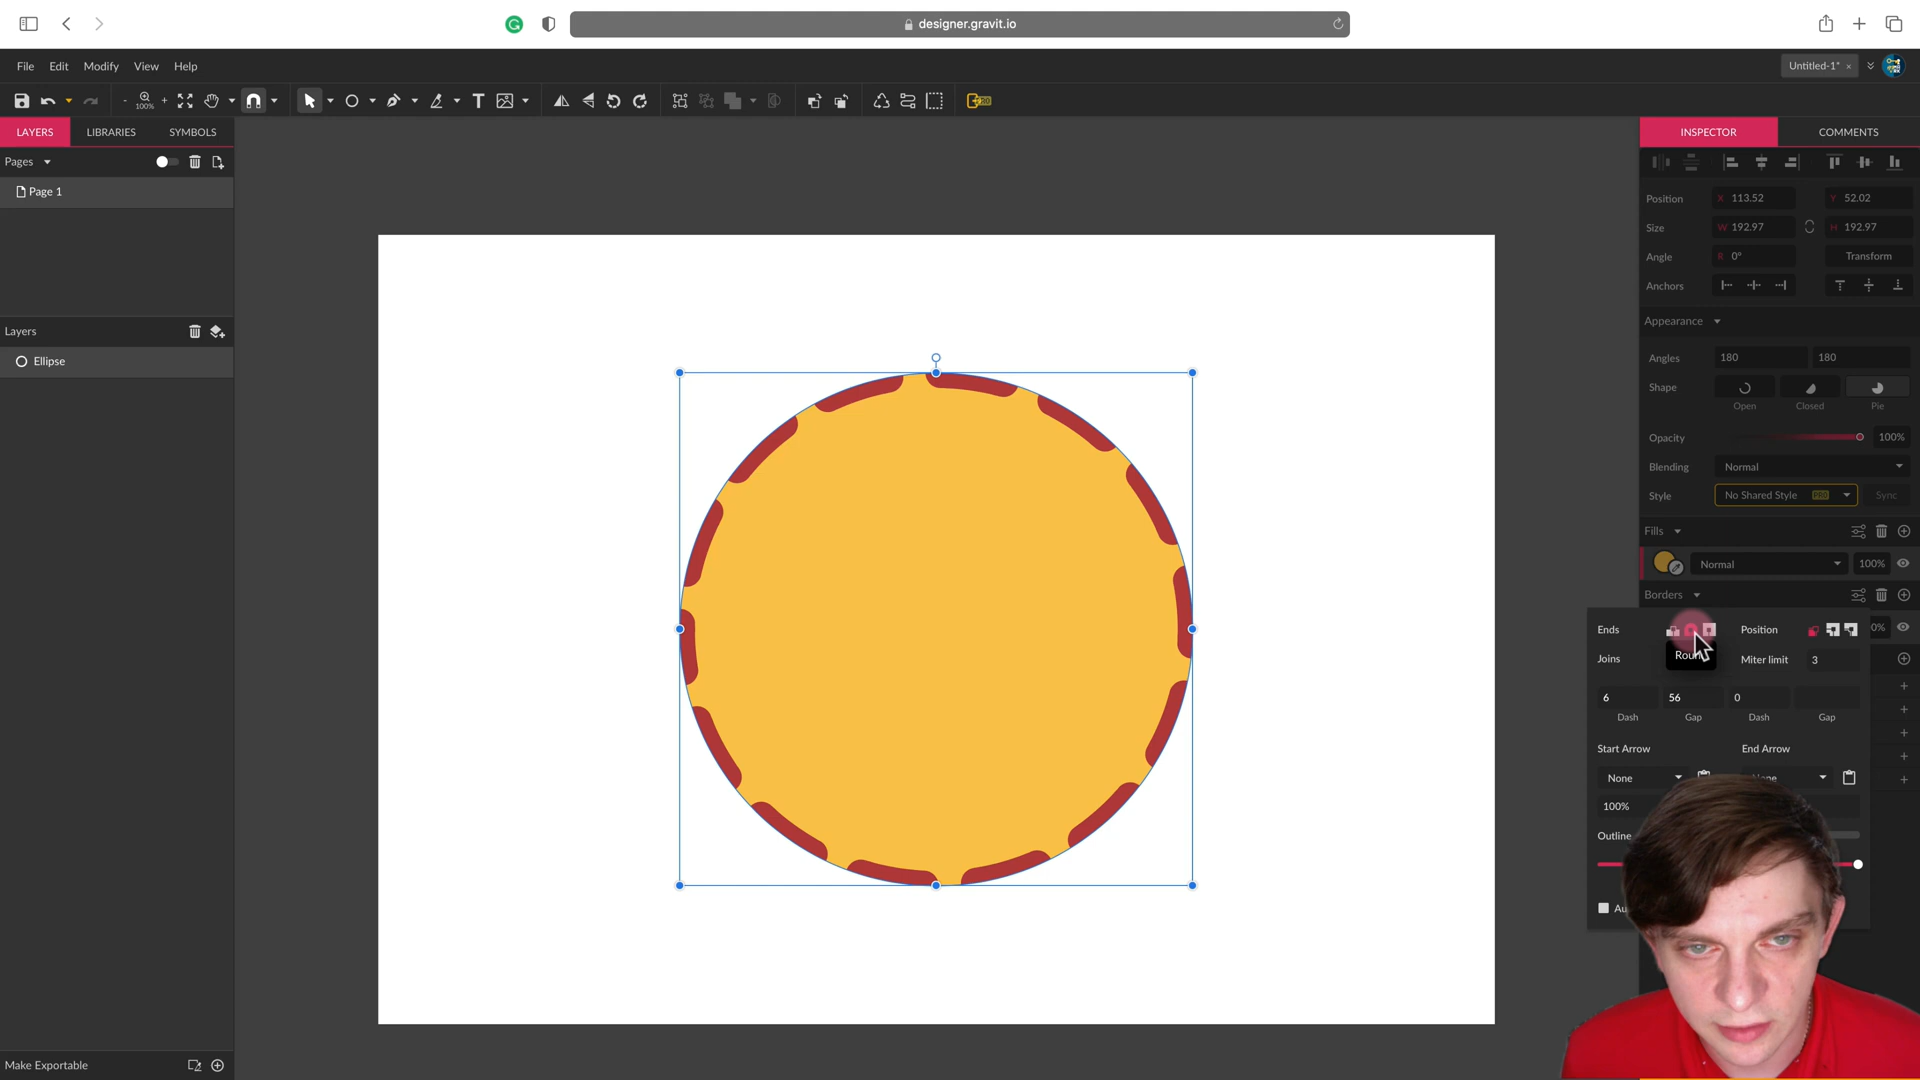 designer.gravit.io
File Edit Modify View Help
Untitled-1*
100%
LAYERS LIBRARIES SYMBOLS
INSPECTOR COMMENTS
Pages
Page 1
Layers
Ellipse
Make Exportable
Position X 113.52 Y 52.02
Size W 192.97 H 192.97
Angle R 0° Transform
Anchors
Appearance
Angles 180 180
Shape
Open Closed Pie
Opacity 100%
Blending Normal
Style No Shared Style PRO Sync
Fills
Normal 100%
Borders
Ends Position 0%
Joins Miter limit 3
6 56 0
Dash Gap Dash Gap
Start Arrow End Arrow
None
100%
Outline